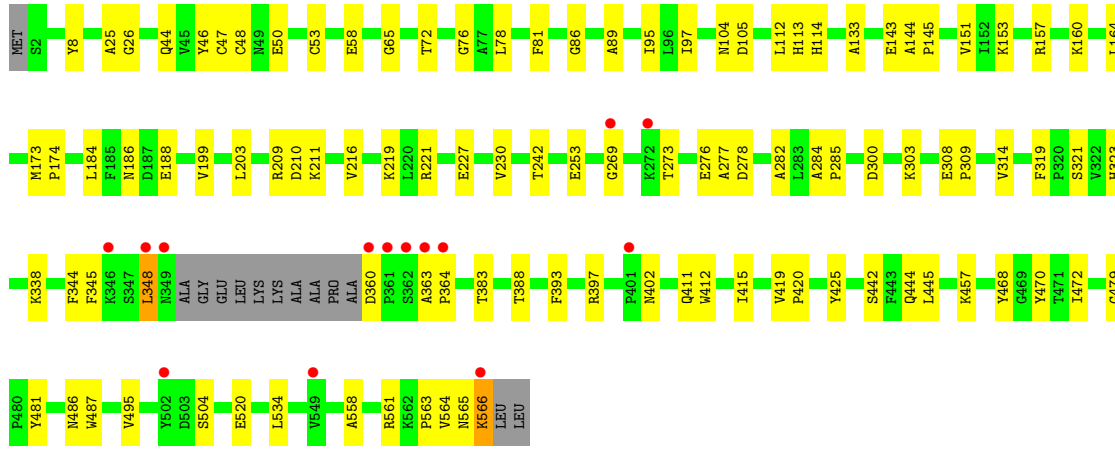 MET S2 Y8 A25 G26 Q44 V45 Y46 C47 C48 N49 E50 C53 E58 G65 T72 G76 A77 L78 F81 G86 A89 I95 L96 I97 N104 D105 L112 H113 H114 A133 E143 A144 P145 V151 I152 K153 R157 K160
M173 P174 L184 F185 N186 D187 E188 V199 L203 R209 D210 K211 V216 K219 L220 R221 E227 V230 T242 E253 G269 K272 T273 E276 A277 D278 A282 L283 A284 P285 D300 K303 E308 P309 V314 F319 P320 S321 V322
K338 F344 F345 K346 S347 L348 N349 ALA GLY GLU LEU LYS LYS ALA ALA PRO ALA D360 P361 S362 A363 P364 T383 T388 F393 R397 P401 N402 Q411 W412 I415 V419 P420 Y425 S442 F443 Q444 L445 K457 Y468 G469 Y470 T471 I472
P480 Y481 N486 W487 V495 Y502 D503 S504 E520 L534 V549 A558 R561 K562 P563 V564 N565 K566 LEU LEU